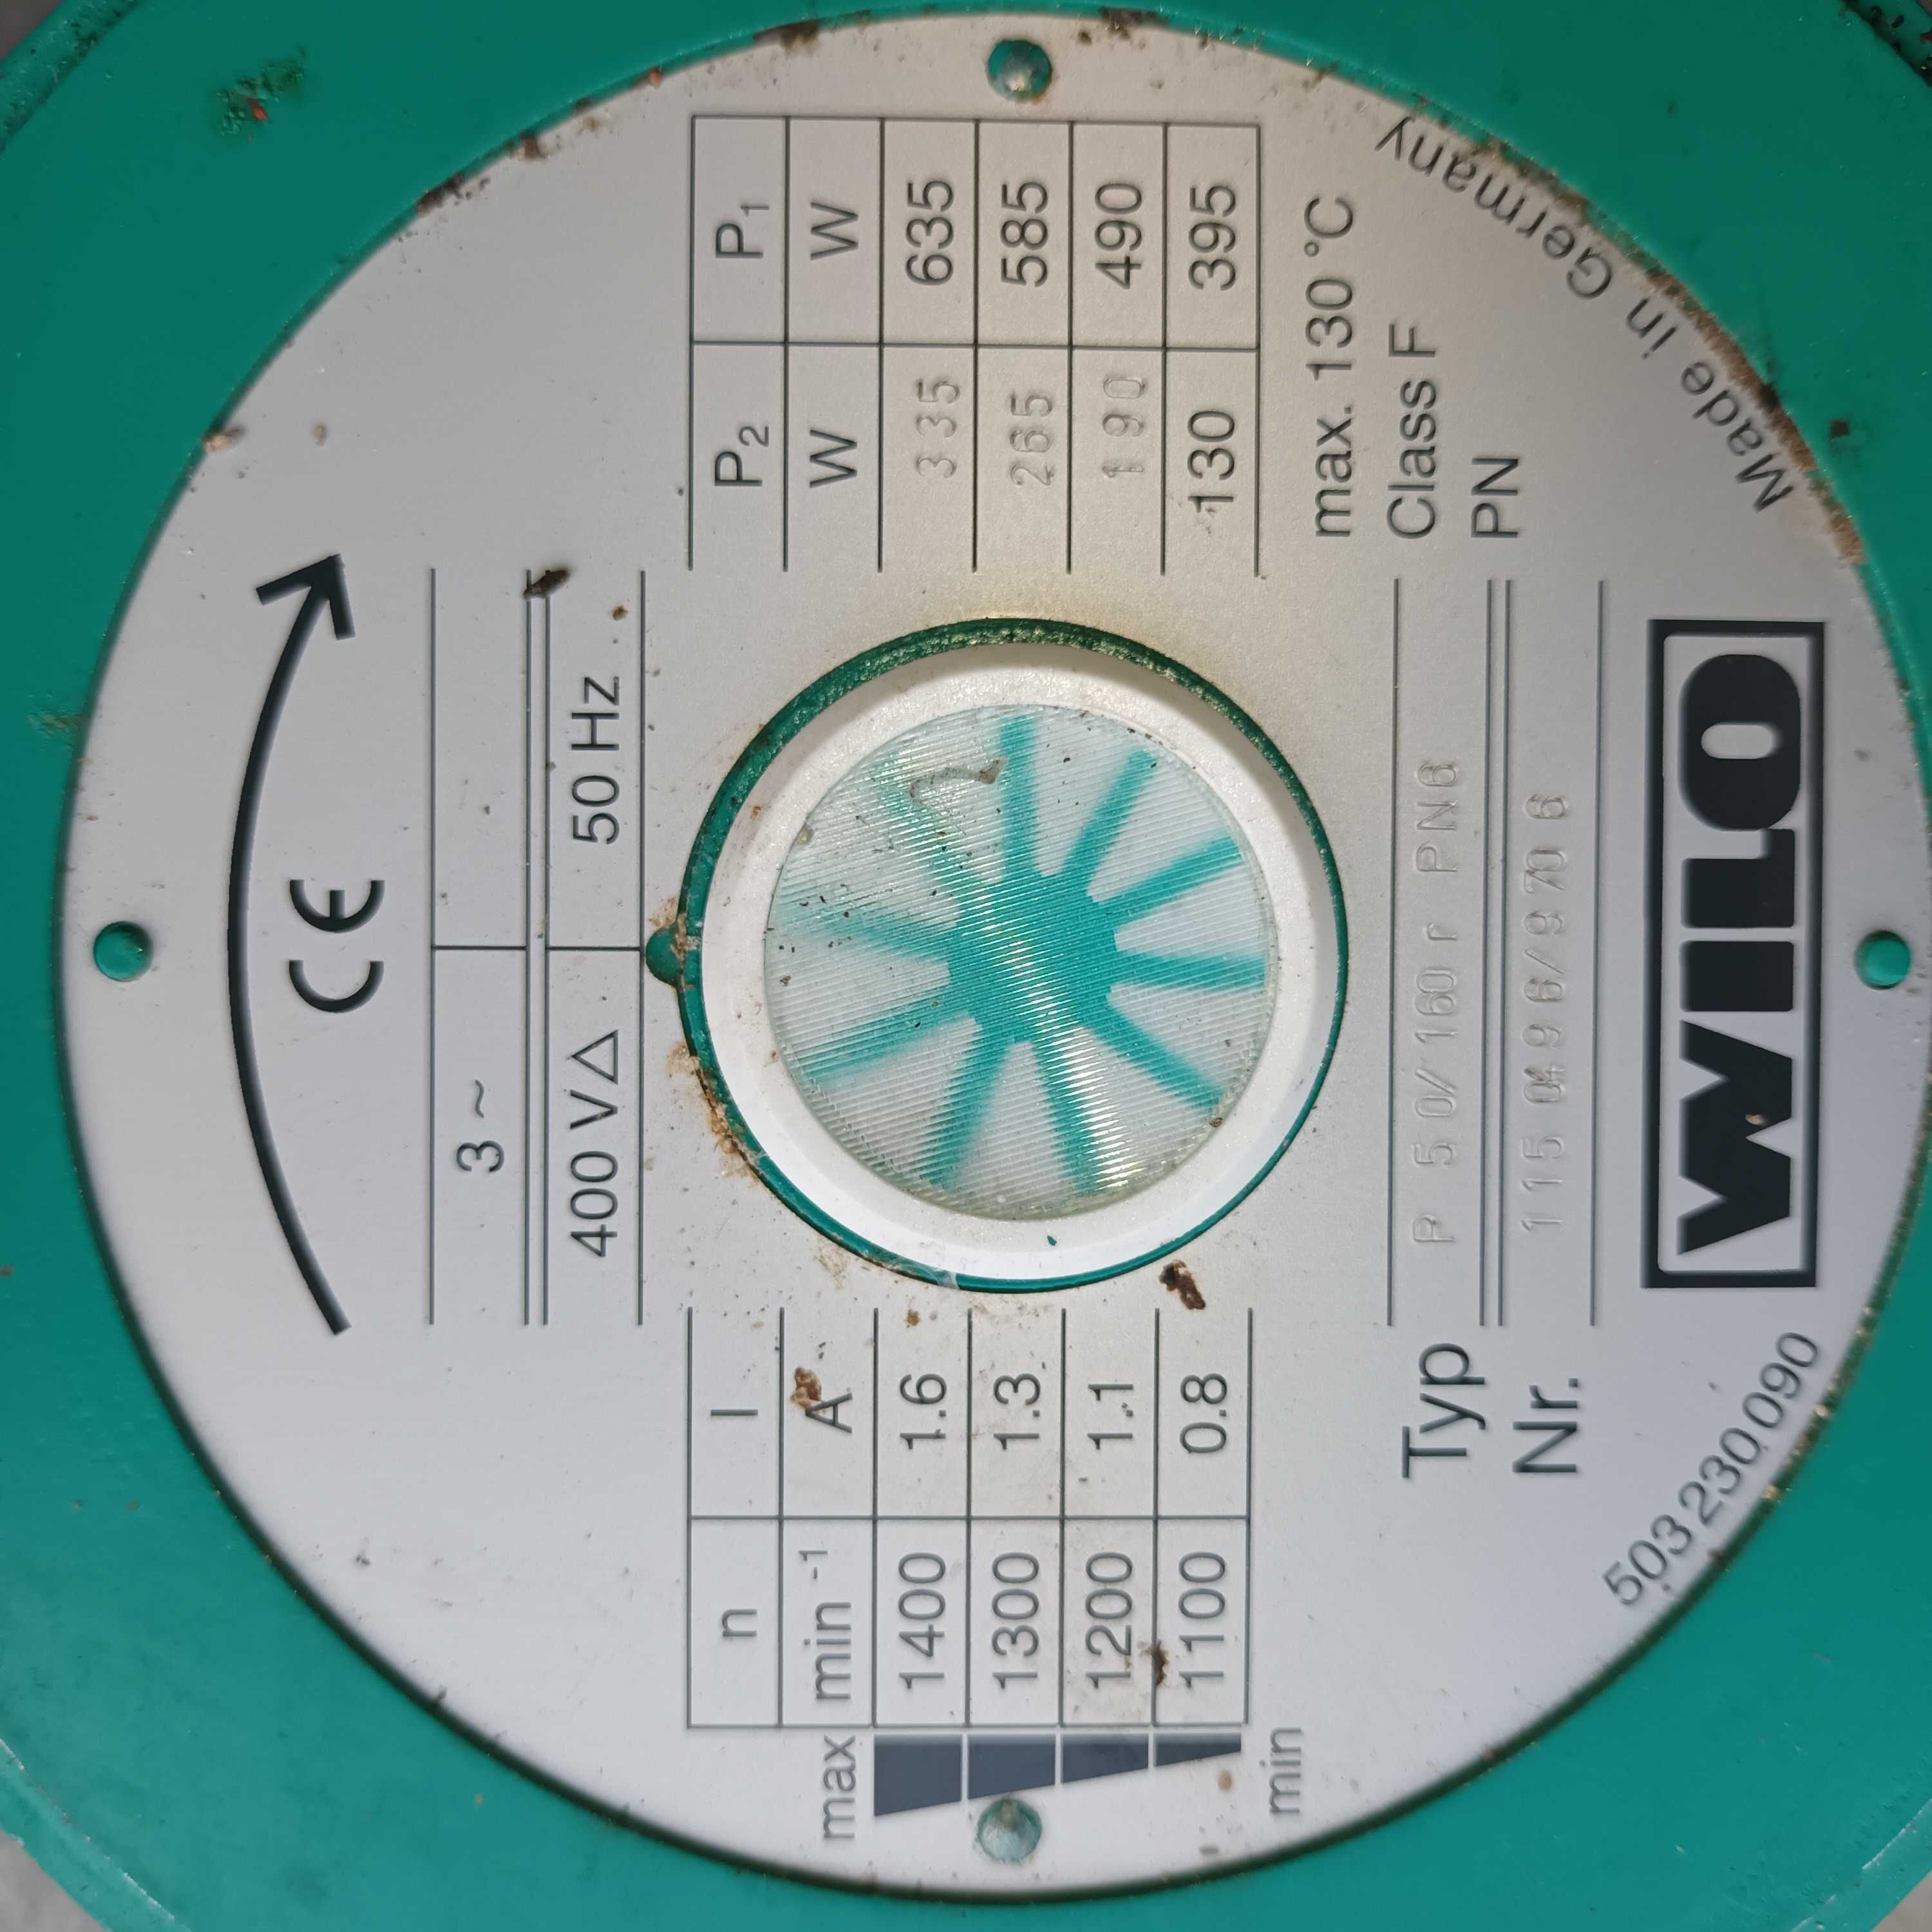 CE
3 ~
400 V△ 50 Hz
n I P2 P1
min-1 A W W
max 1400 1.6 335 635
1300 1.3 265 585
1200 1.1 190 490
min 1100 0.8 130 395
max. 130 °C
Class F
PN
Typ P 50/160 r PN6
Nr.
503 230 090
WILO
Made in Germany